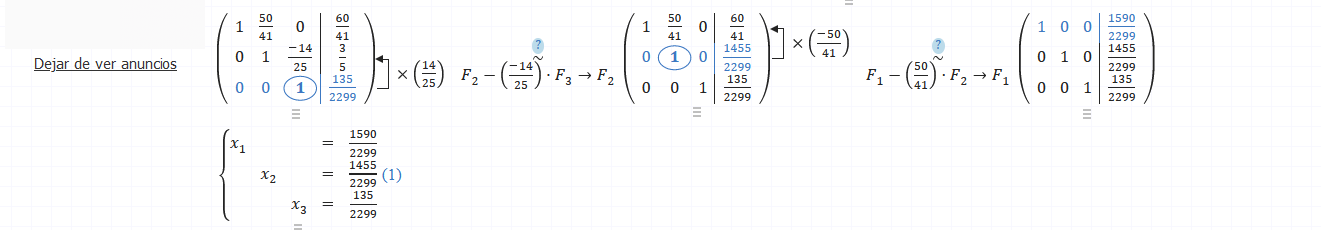 Dejar de ver anuncios
( 1 50/41 0 | 60/41 )
( 0 1 -14/25 | 3/5 )
( 0 0 1 | 135/2299 )
× (14/25) F₂ − (-14/25) · F₃ → F₂
?
~
( 1 50/41 0 | 60/41 )
( 0 1 0 | 1455/2299 )
( 0 0 1 | 135/2299 )
× (-50/41) F₁ − (50/41) · F₂ → F₁
?
~
( 1 0 0 | 1590/2299 )
( 0 1 0 | 1455/2299 )
( 0 0 1 | 135/2299 )
{ x₁ = 1590/2299
x₂ = 1455/2299 (1)
x₃ = 135/2299